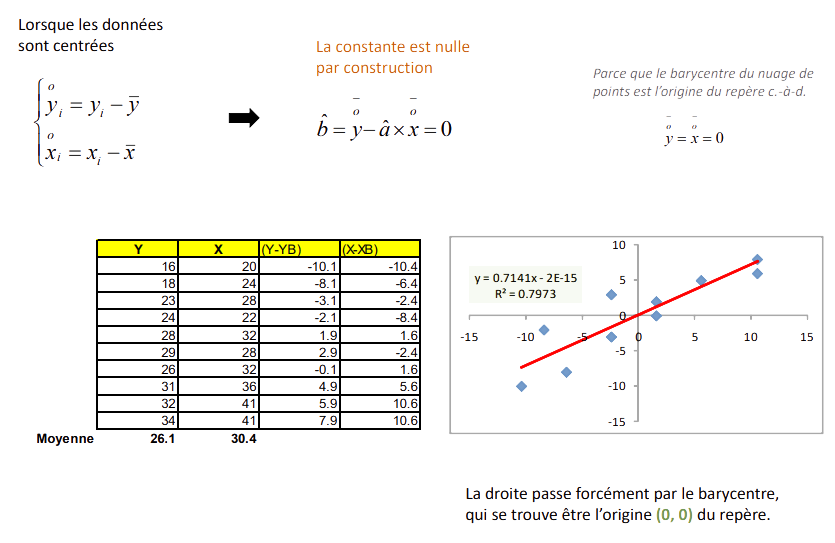 Lorsque les données
sont centrées
La constante est nulle
par construction
Parce que le barycentre du nuage de
points est l'origine du repère c.-à-d.
ẙᵢ = yᵢ − ȳ
x̊ᵢ = xᵢ − x̄
b̂ = ȳ̊ − â × x̄̊ = 0
ȳ̊ = x̄̊ = 0
Y X (Y-YB) (X-XB)
16 20 -10.1 -10.4
18 24 -8.1 -6.4
23 28 -3.1 -2.4
24 22 -2.1 -8.4
28 32 1.9 1.6
29 28 2.9 -2.4
26 32 -0.1 1.6
31 36 4.9 5.6
32 41 5.9 10.6
34 41 7.9 10.6
Moyenne 26.1 30.4
10
y = 0.7141x - 2E-15
R² = 0.7973
5
0
-15 -10 -5 0 5 10 15
-5
-10
-15
La droite passe forcément par le barycentre,
qui se trouve être l'origine (0, 0) du repère.